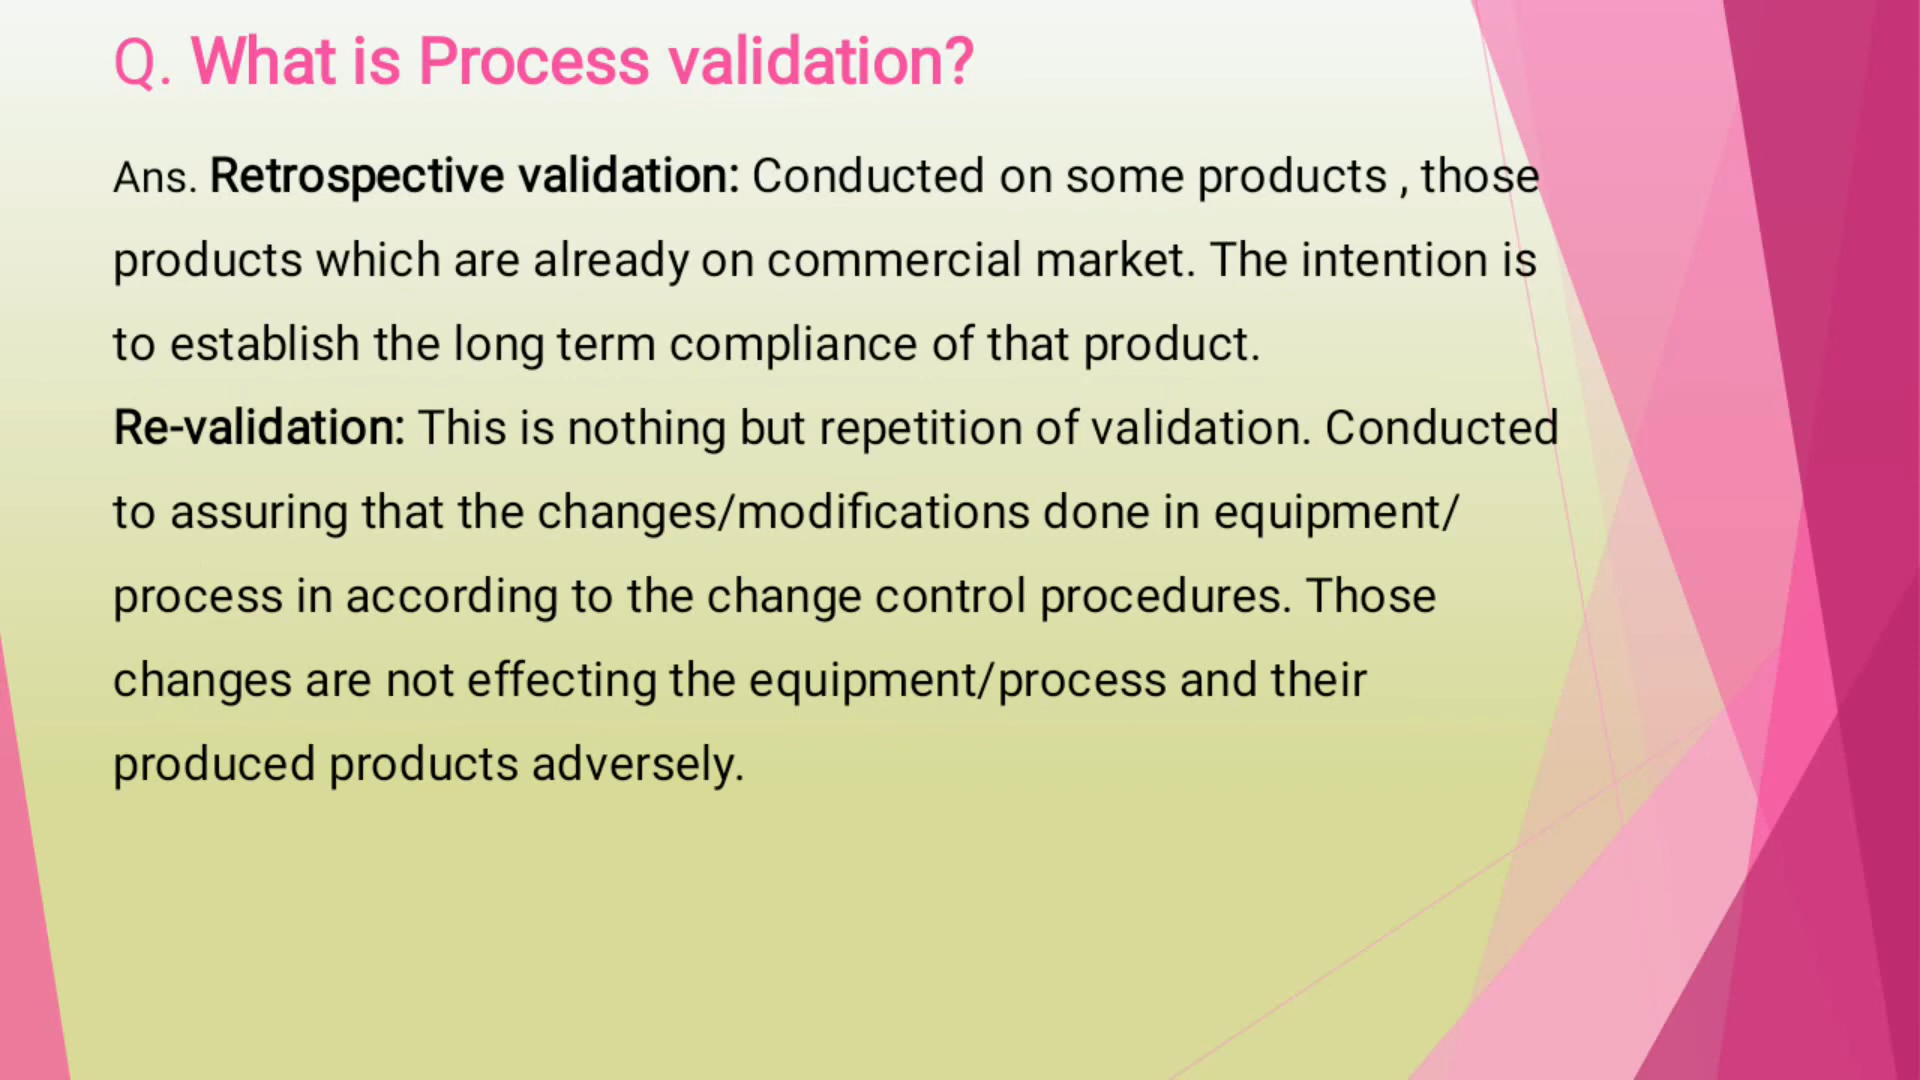 Q. What is Process validation?
Ans. Retrospective validation: Conducted on some products , those
products which are already on commercial market. The intention is
to establish the long term compliance of that product.
Re-validation: This is nothing but repetition of validation. Conducted
to assuring that the changes/modifications done in equipment/
process in according to the change control procedures. Those
changes are not effecting the equipment/process and their
produced products adversely.